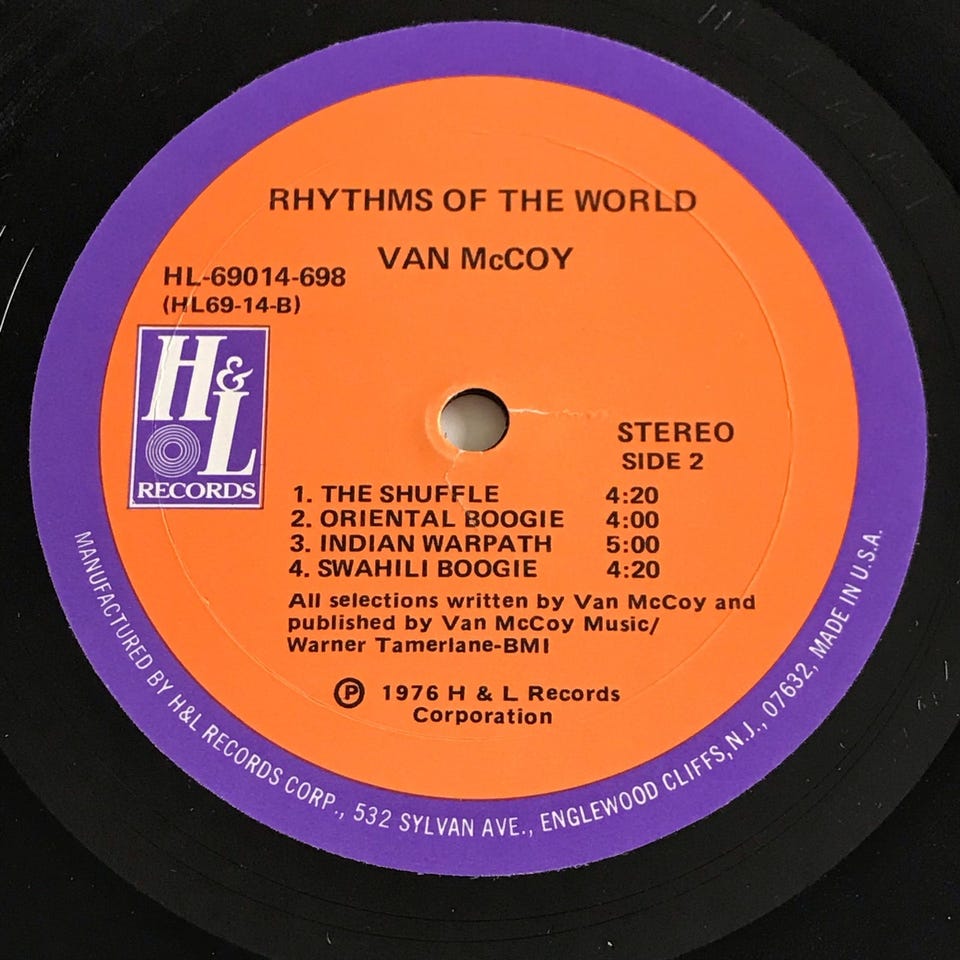 RHYTHMS OF THE WORLD
VAN McCOY
HL-69014-698
(HL69-14-B)
H&L
RECORDS
STEREO
SIDE 2
1. THE SHUFFLE 4:20
2. ORIENTAL BOOGIE 4:00
3. INDIAN WARPATH 5:00
4. SWAHILI BOOGIE 4:20
All selections written by Van McCoy and
published by Van McCoy Music/
Warner Tamerlane-BMI
Ⓟ 1976 H & L Records
Corporation
MANUFACTURED BY H&L RECORDS CORP., 532 SYLVAN AVE., ENGLEWOOD CLIFFS, N.J., 07632, MADE IN U.S.A.